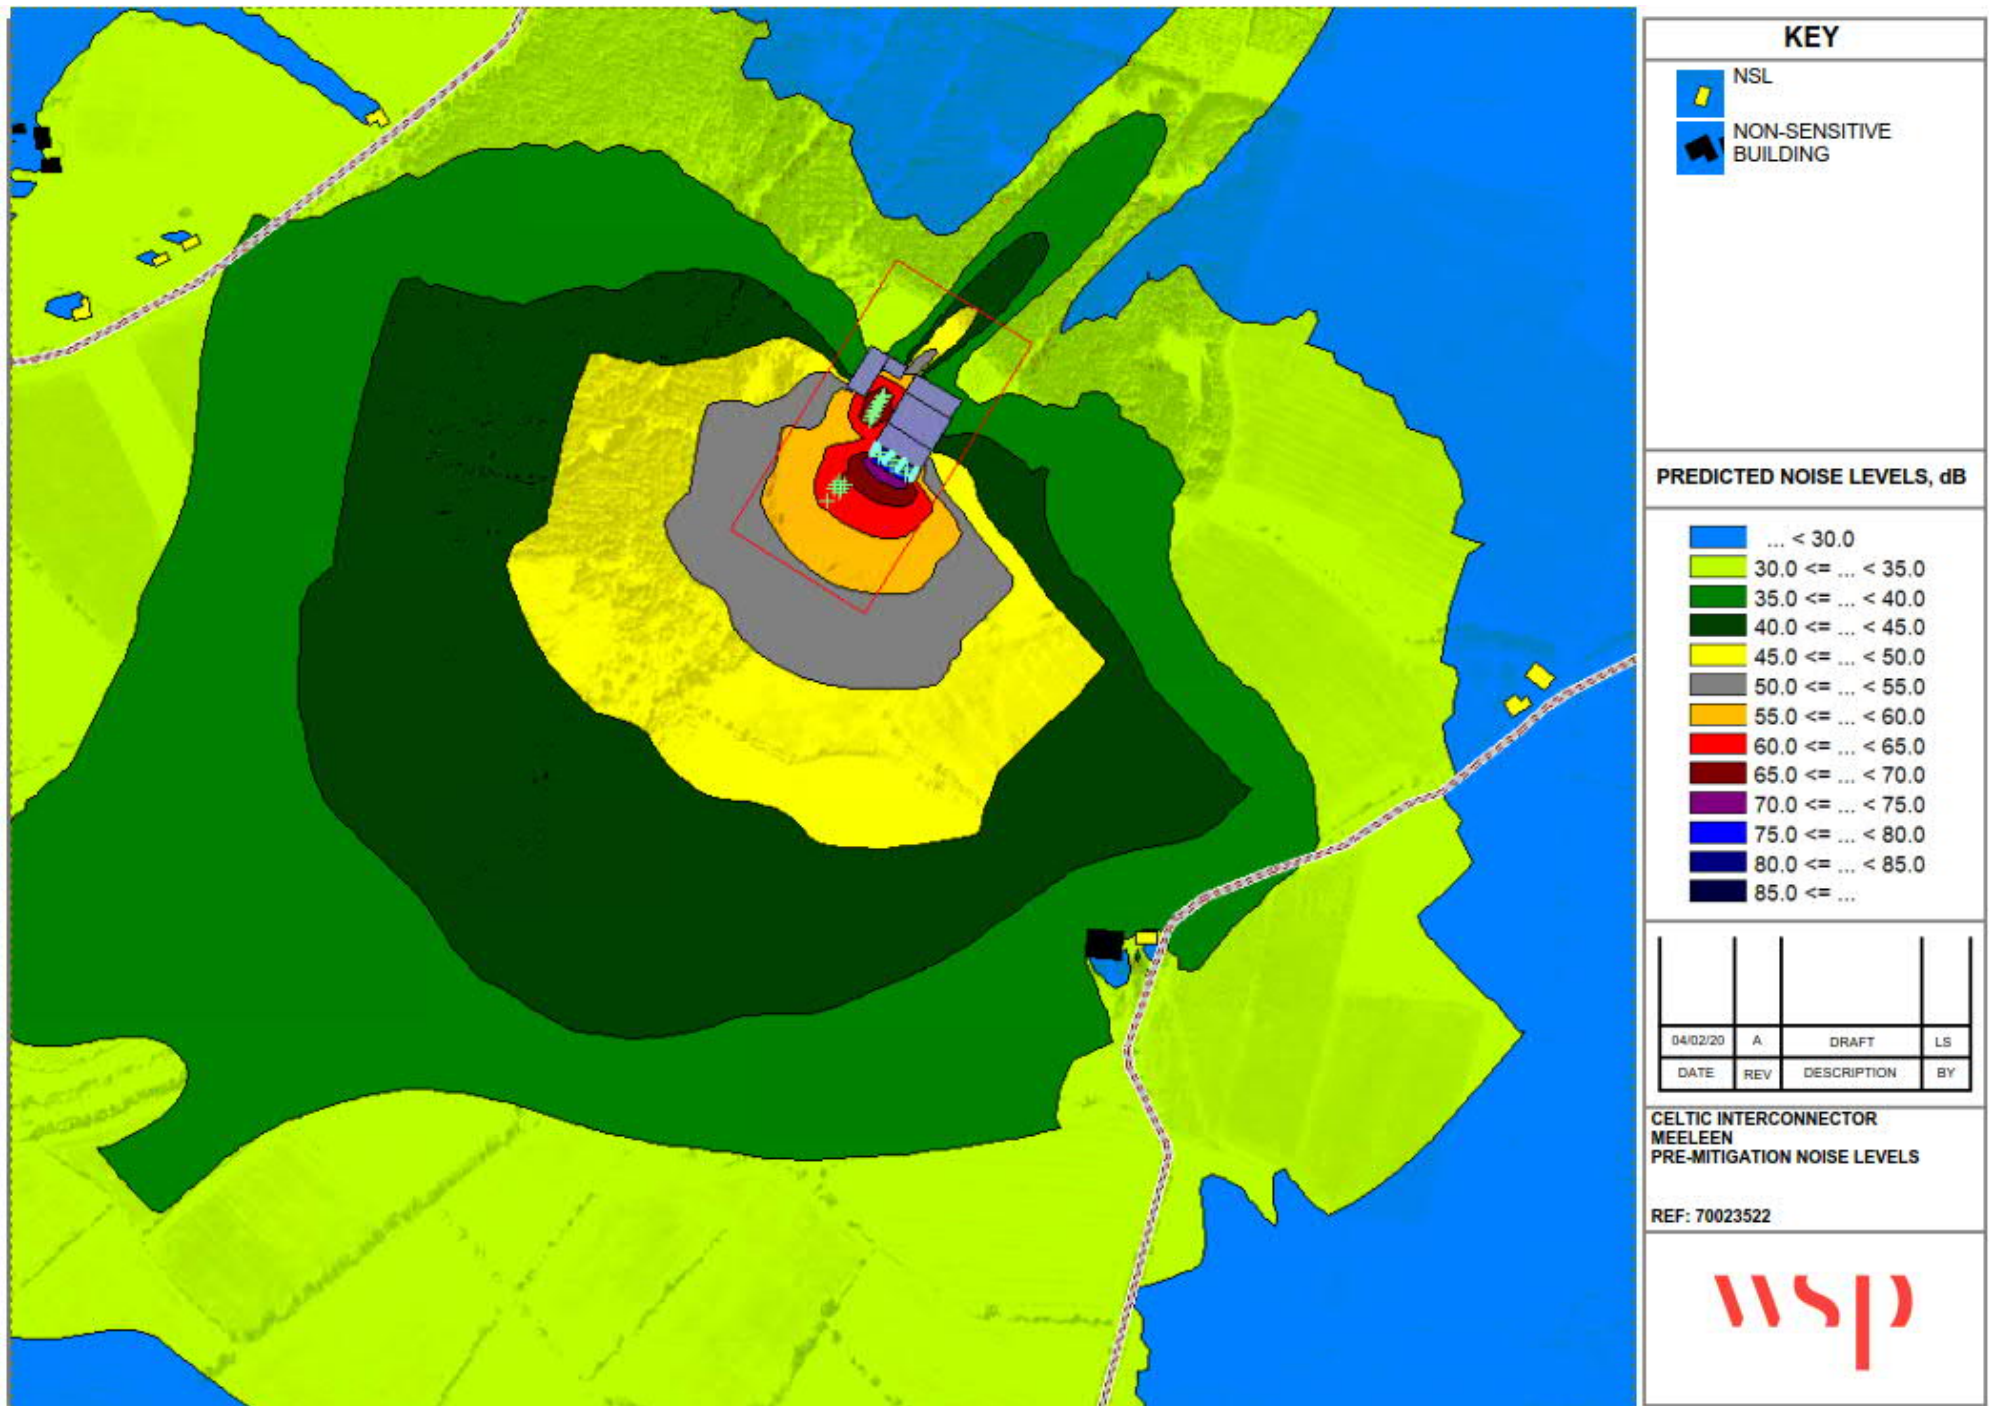 KEY
NSL
NON-SENSITIVE
BUILDING
PREDICTED NOISE LEVELS, dB
... < 30.0
30.0 <= ... < 35.0
35.0 <= ... < 40.0
40.0 <= ... < 45.0
45.0 <= ... < 50.0
50.0 <= ... < 55.0
55.0 <= ... < 60.0
60.0 <= ... < 65.0
65.0 <= ... < 70.0
70.0 <= ... < 75.0
75.0 <= ... < 80.0
80.0 <= ... < 85.0
85.0 <= ...
04/02/20 A DRAFT LS
DATE REV DESCRIPTION BY
CELTIC INTERCONNECTOR
MEELEEN
PRE-MITIGATION NOISE LEVELS
REF: 70023522
wsp